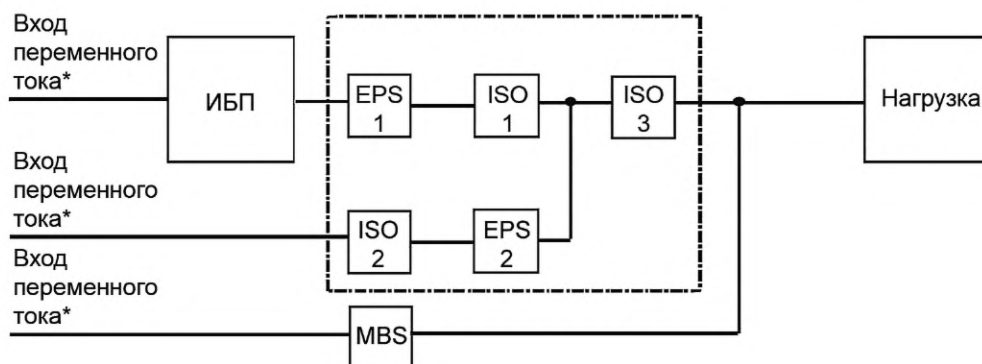 Вход
переменного
тока*
ИБП
EPS
1
ISO
1
ISO
3
Нагрузка
Вход
переменного
тока*
ISO
2
EPS
2
Вход
переменного
тока*
MBS